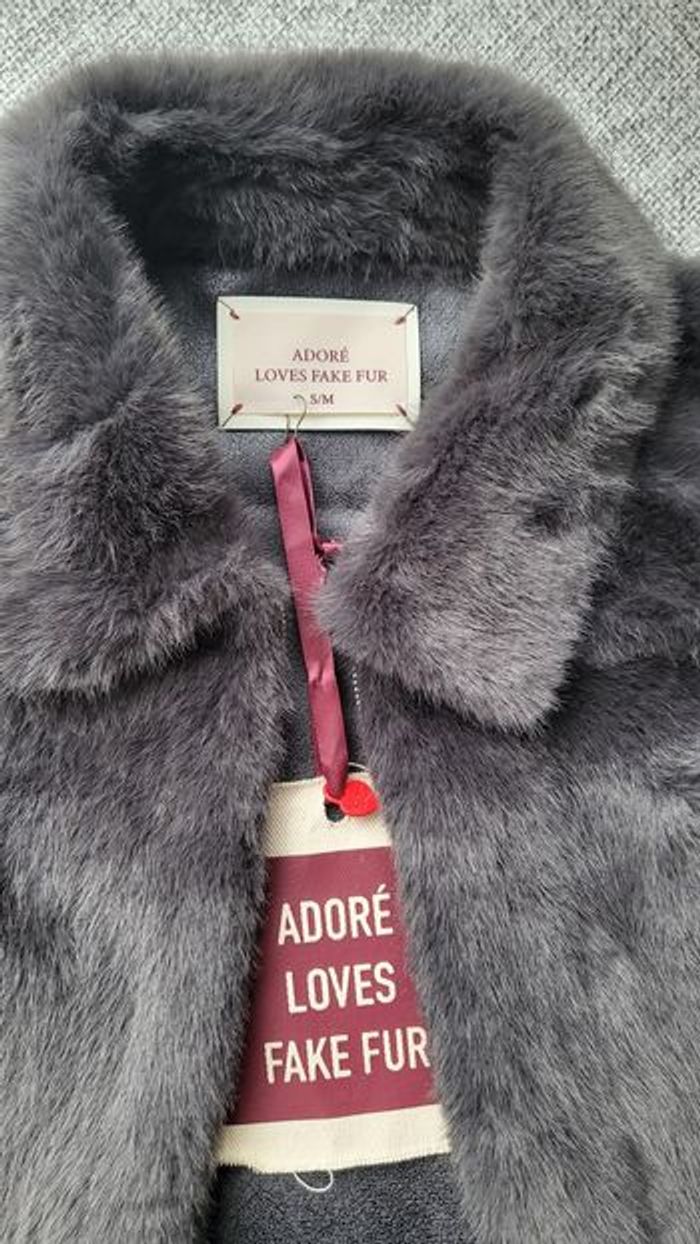 ADORÉ
LOVES FAKE FUR
S/M
ADORÉ
LOVES
FAKE FUR